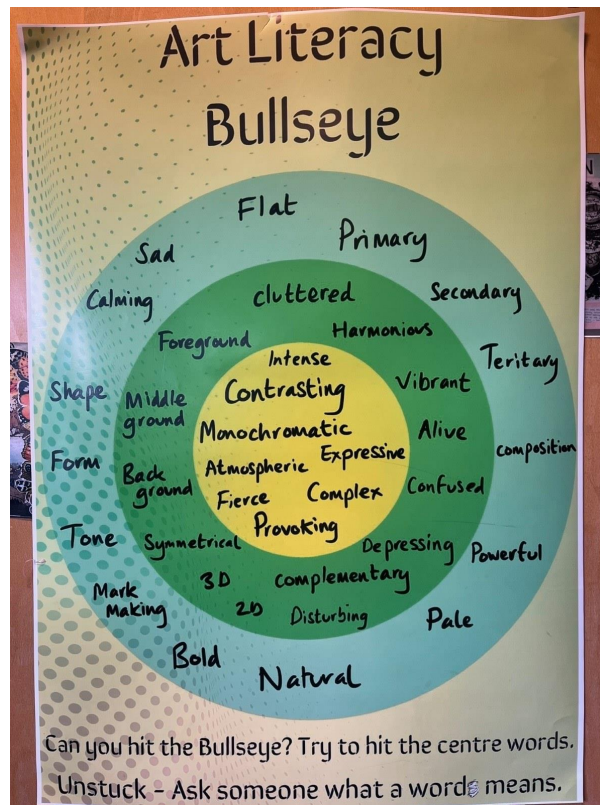 Art Literacy
Bullseye
Flat
Primary
Sad
Calming
cluttered
Secondary
Foreground
Harmonious
Intense
Teritary
Shape
Middle
ground
Contrasting
Vibrant
Monochromatic
Alive
Form
Back
ground
Atmospheric
Expressive
composition
Fierce
Complex
Confused
Provoking
Tone
Symmetrical
Depressing
Powerful
Mark
Making
3D
complementary
2D
Disturbing
Pale
Bold
Natural
Can you hit the Bullseye? Try to hit the centre words.
Unstuck - Ask someone what a words means.